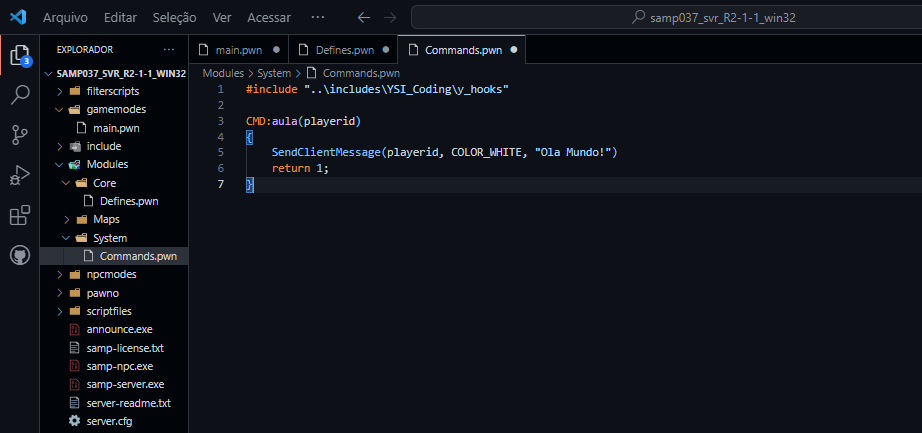 Arquivo Editar Seleção Ver Acessar ··· samp037_svr_R2-1-1_win32
EXPLORADOR ···
3
SAMP037_SVR_R2-1-1_WIN32
filterscripts
gamemodes
main.pwn
include
Modules
Core
Defines.pwn
Maps
System
Commands.pwn
npcmodes
pawno
scriptfiles
announce.exe
samp-license.txt
samp-npc.exe
samp-server.exe
server-readme.txt
server.cfg
main.pwn Defines.pwn Commands.pwn
Modules > System > Commands.pwn
1 #include "..\includes\YSI_Coding\y_hooks"
2
3 CMD:aula(playerid)
4 {
5 SendClientMessage(playerid, COLOR_WHITE, "Ola Mundo!")
6 return 1;
7 }